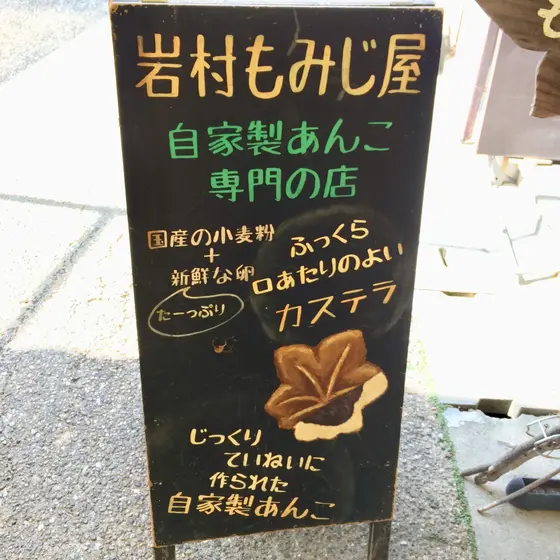 岩村もみじ屋
自家製あんこ
専門の店
国産の小麦粉
+
新鮮な卵
たーっぷり
ふっくら
口あたりのよい
カステラ
じっくり
ていねいに
作られた
自家製あんこ